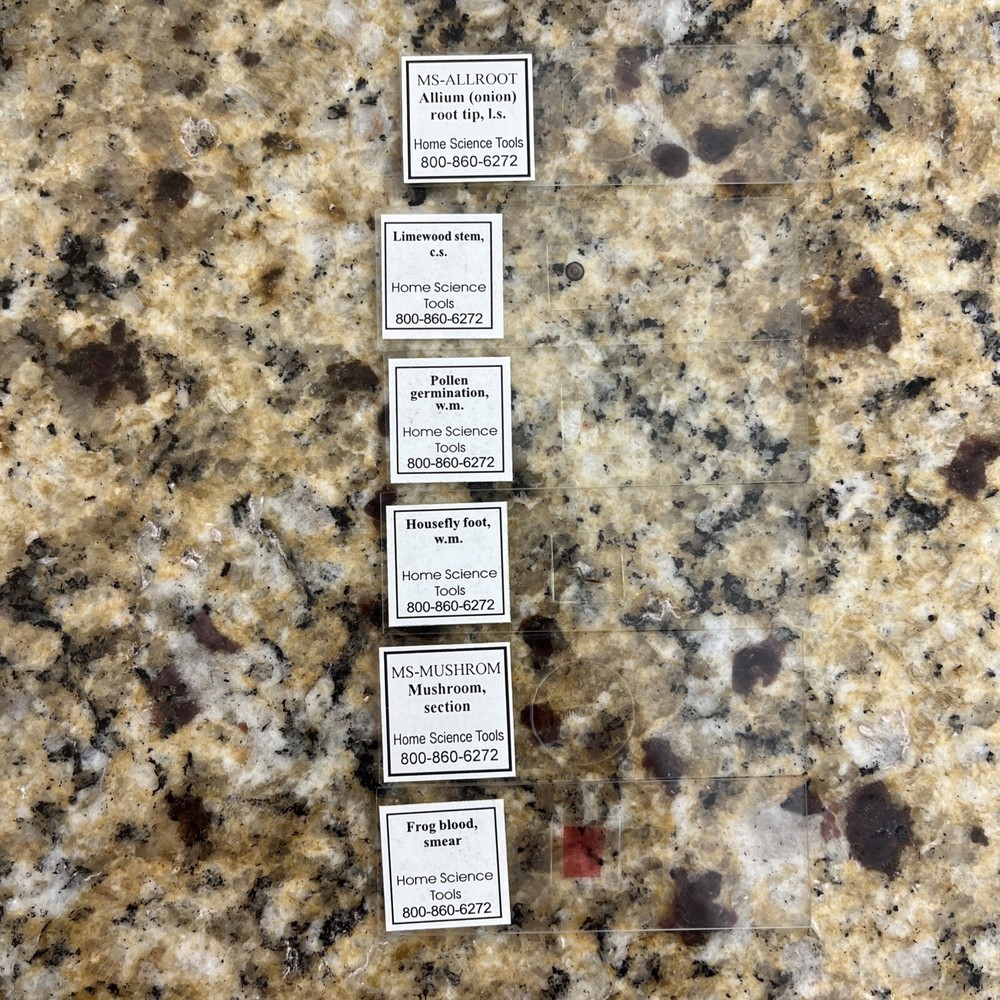 MS-ALLROOT
Allium (onion)
root tip, l.s.
Home Science Tools
800-860-6272
Limewood stem,
c.s.
Home Science
Tools
800-860-6272
Pollen
germination,
w.m.
Home Science
Tools
800-860-6272
Housefly foot,
w.m.
Home Science
Tools
800-860-6272
MS-MUSHROM
Mushroom,
section
Home Science Tools
800-860-6272
Frog blood,
smear
Home Science
Tools
800-860-6272